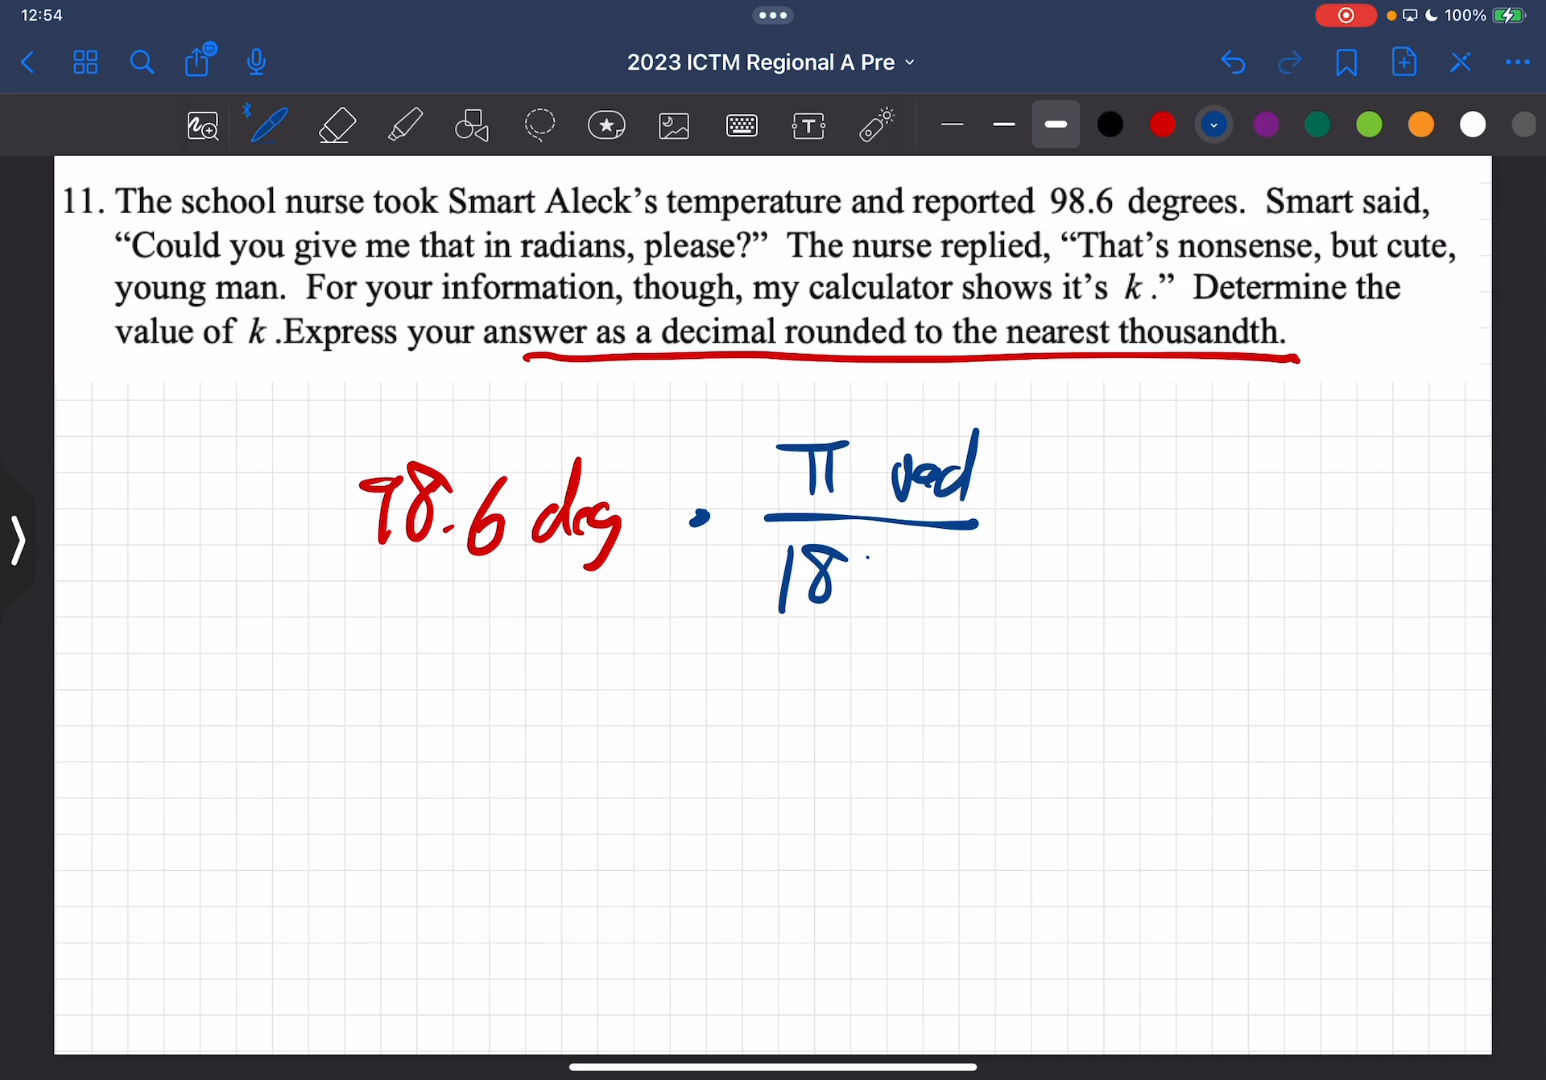 12:54
100%
2023 ICTM Regional A Pre
T
11. The school nurse took Smart Aleck’s temperature and reported 98.6 degrees. Smart said,
“Could you give me that in radians, please?” The nurse replied, “That’s nonsense, but cute,
young man. For your information, though, my calculator shows it’s k .” Determine the
value of k .Express your answer as a decimal rounded to the nearest thousandth.
98.6 deg · π rad
18